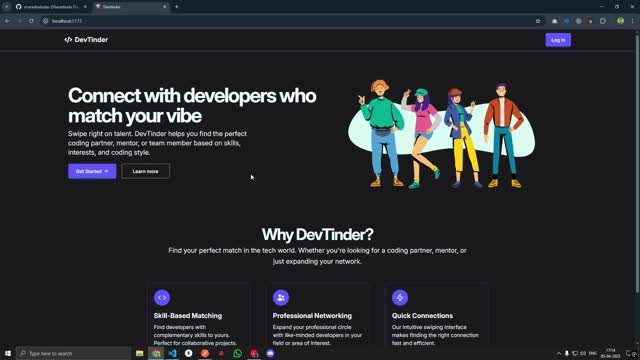 Devtinder
localhost:5173
DevTinder
Log In
Connect with developers who
match your vibe
Swipe right on talent. DevTinder helps you find the perfect
coding partner, mentor, or team member based on skills,
interests, and coding style.
Get Started →
Learn more
Why DevTinder?
Find your perfect match in the tech world. Whether you're looking for a coding partner, mentor, or
just expanding your network.
Skill-Based Matching
Find developers with
complementary skills to yours.
Perfect for collaborative projects.
Professional Networking
Expand your professional circle
with like-minded developers in your
field or area of interest.
Quick Connections
Our intuitive swiping interface
makes finding the right connection
fast and efficient.
Type here to search
ENG
17:14
05-04-2025